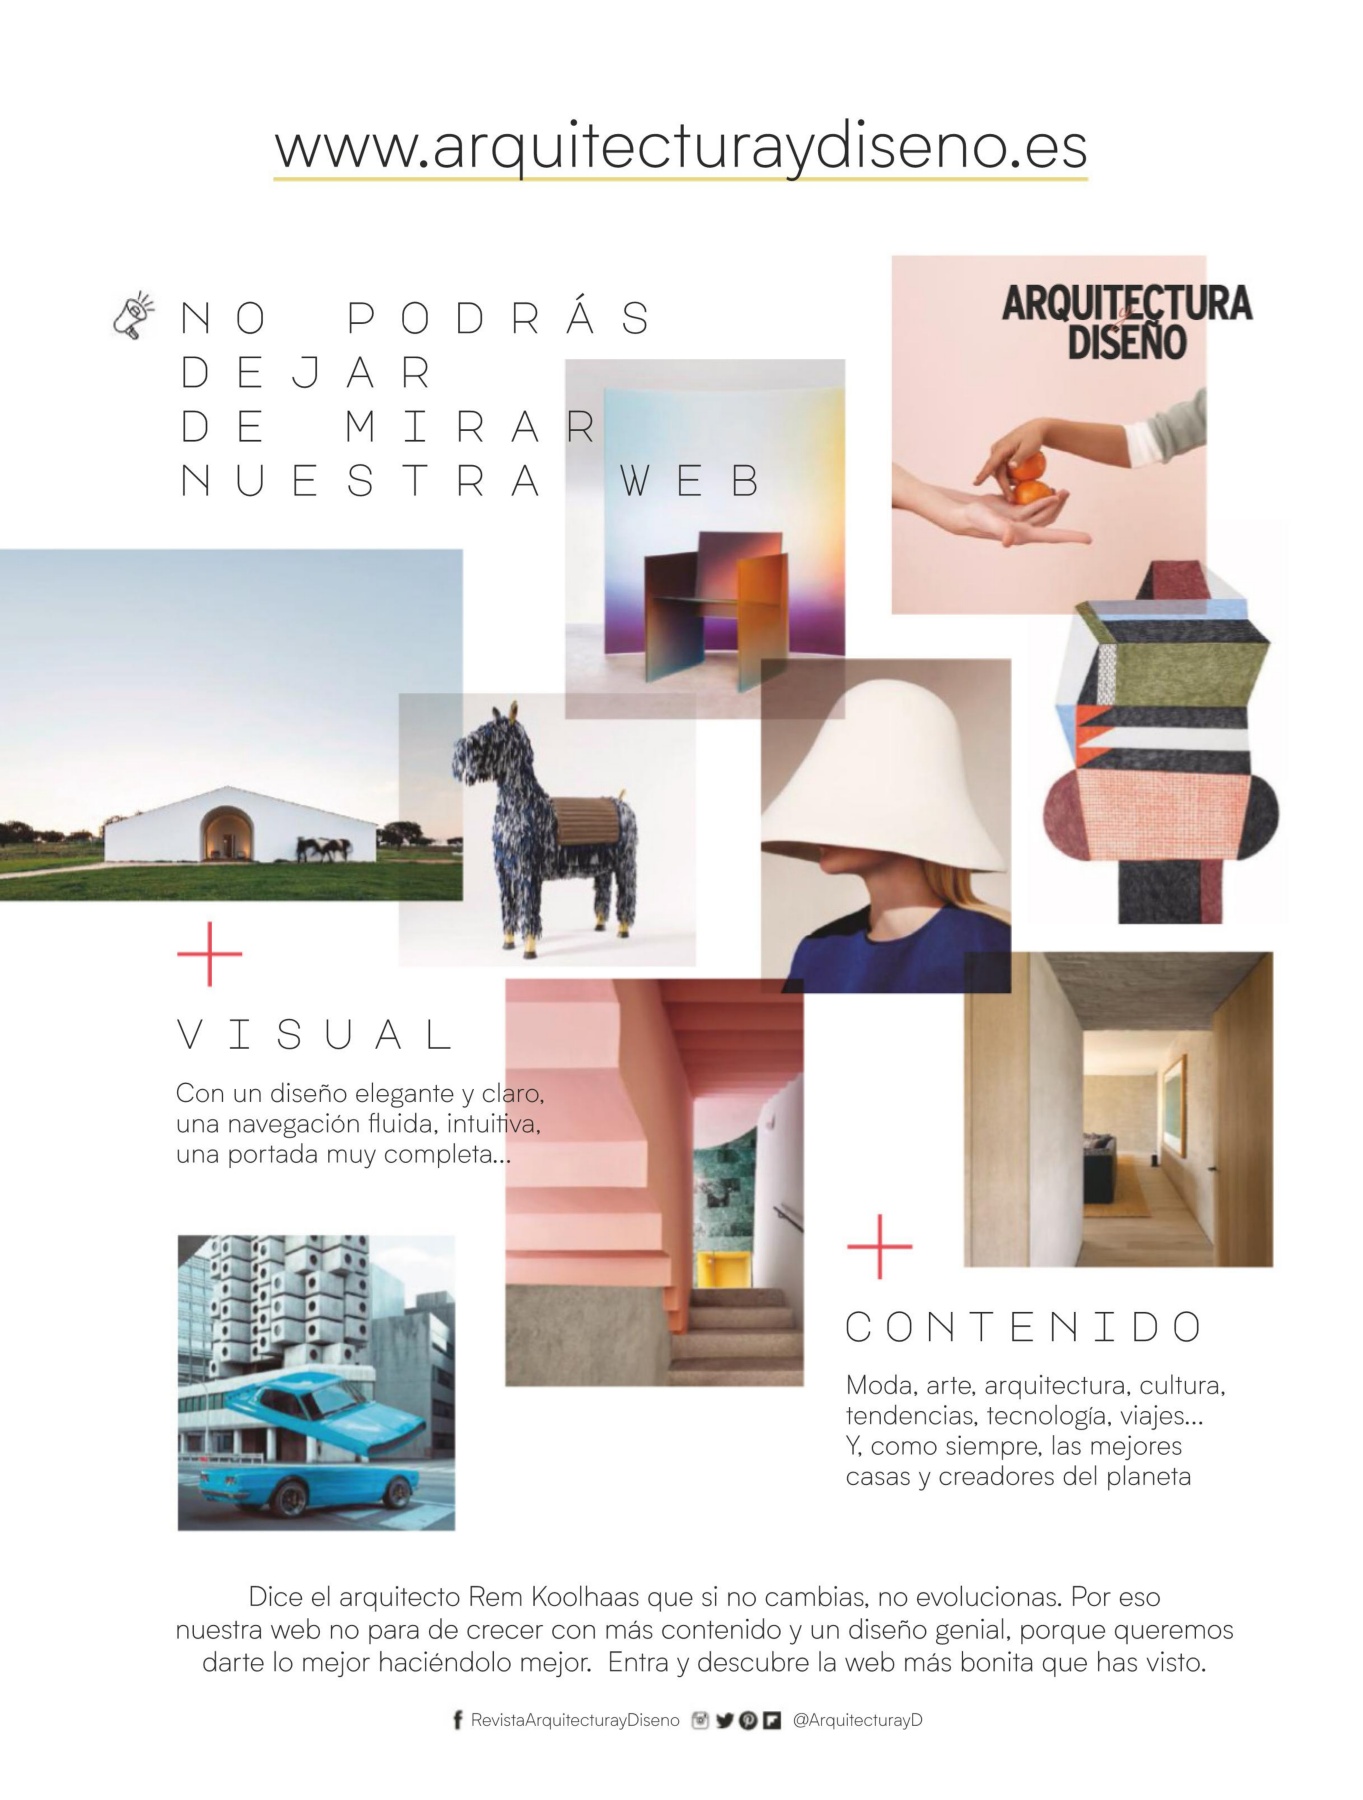 www.arquitecturaydiseno.es
NO PODRÁS
DEJAR
DE MIRAR
NUESTRA WEB
ARQUITECTURA
y
DISEÑO
VISUAL
Con un diseño elegante y claro,
una navegación fluida, intuitiva,
una portada muy completa...
CONTENIDO
Moda, arte, arquitectura, cultura,
tendencias, tecnología, viajes...
Y, como siempre, las mejores
casas y creadores del planeta
Dice el arquitecto Rem Koolhaas que si no cambias, no evolucionas. Por eso
nuestra web no para de crecer con más contenido y un diseño genial, porque queremos
darte lo mejor haciéndolo mejor. Entra y descubre la web más bonita que has visto.
RevistaArquitecturayDiseno @ArquitecturayD